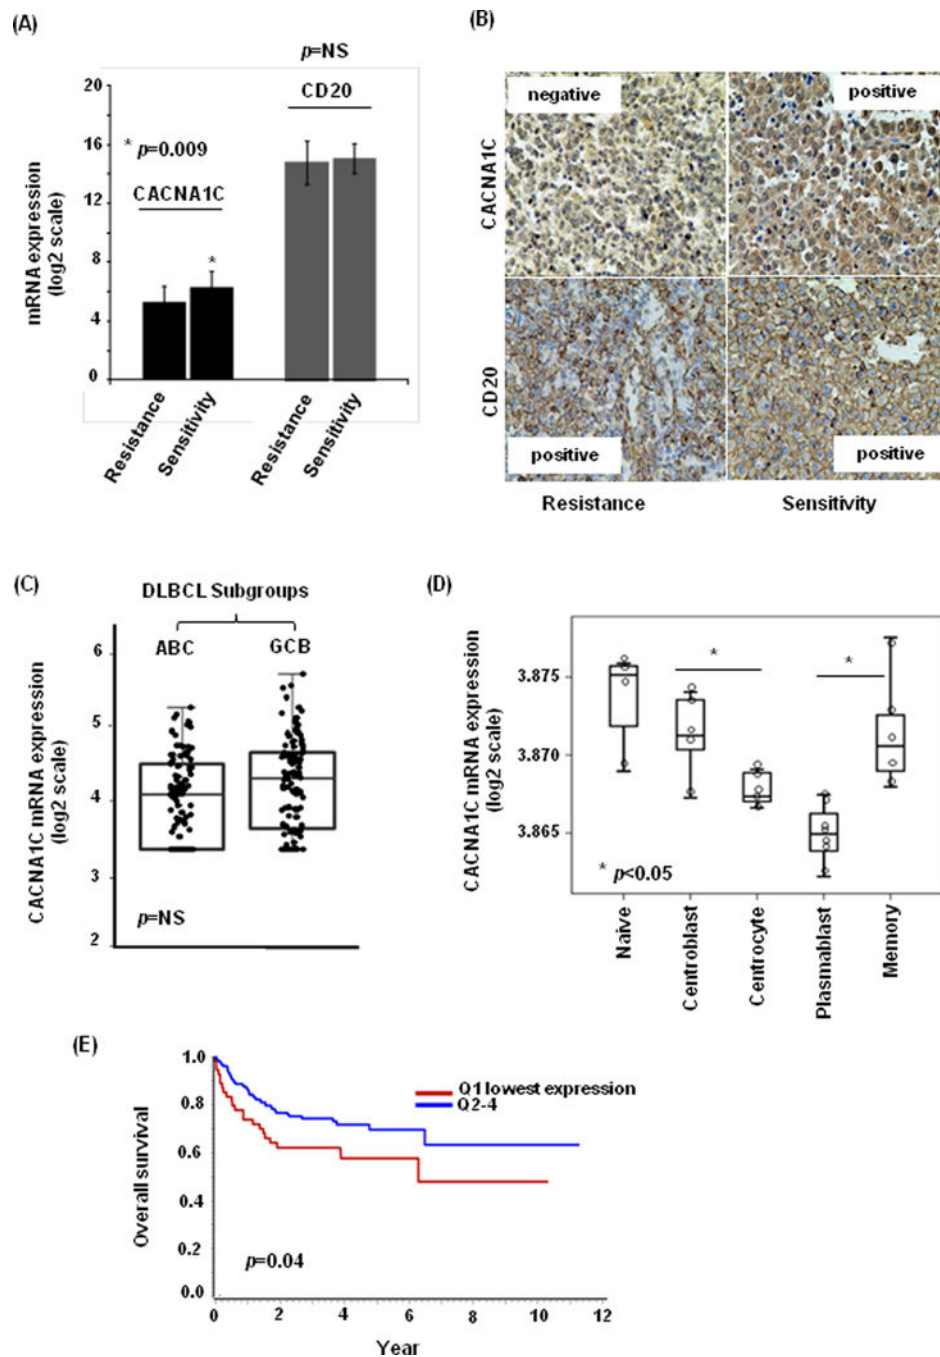 (A)
p=NS
CD20
* p=0.009
CACNA1C
*
mRNA expression
(log2 scale)
20
16
12
8
4
0
Resistance
Sensitivity
Resistance
Sensitivity
(B)
negative
positive
CACNA1C
CD20
positive
positive
Resistance
Sensitivity
(C)
DLBCL Subgroups
ABC
GCB
CACNA1C mRNA expression
(log2 scale)
6
5
4
3
2
p=NS
(D)
*
*
CACNA1C mRNA expression
(log2 scale)
3.875
3.870
3.865
* p<0.05
Naive
Centroblast
Centrocyte
Plasmablast
Memory
(E)
Q1 lowest expression
Q2-4
Overall survival
1.0
0.8
0.6
0.4
0.2
0.0
p=0.04
0 2 4 6 8 10 12
Year